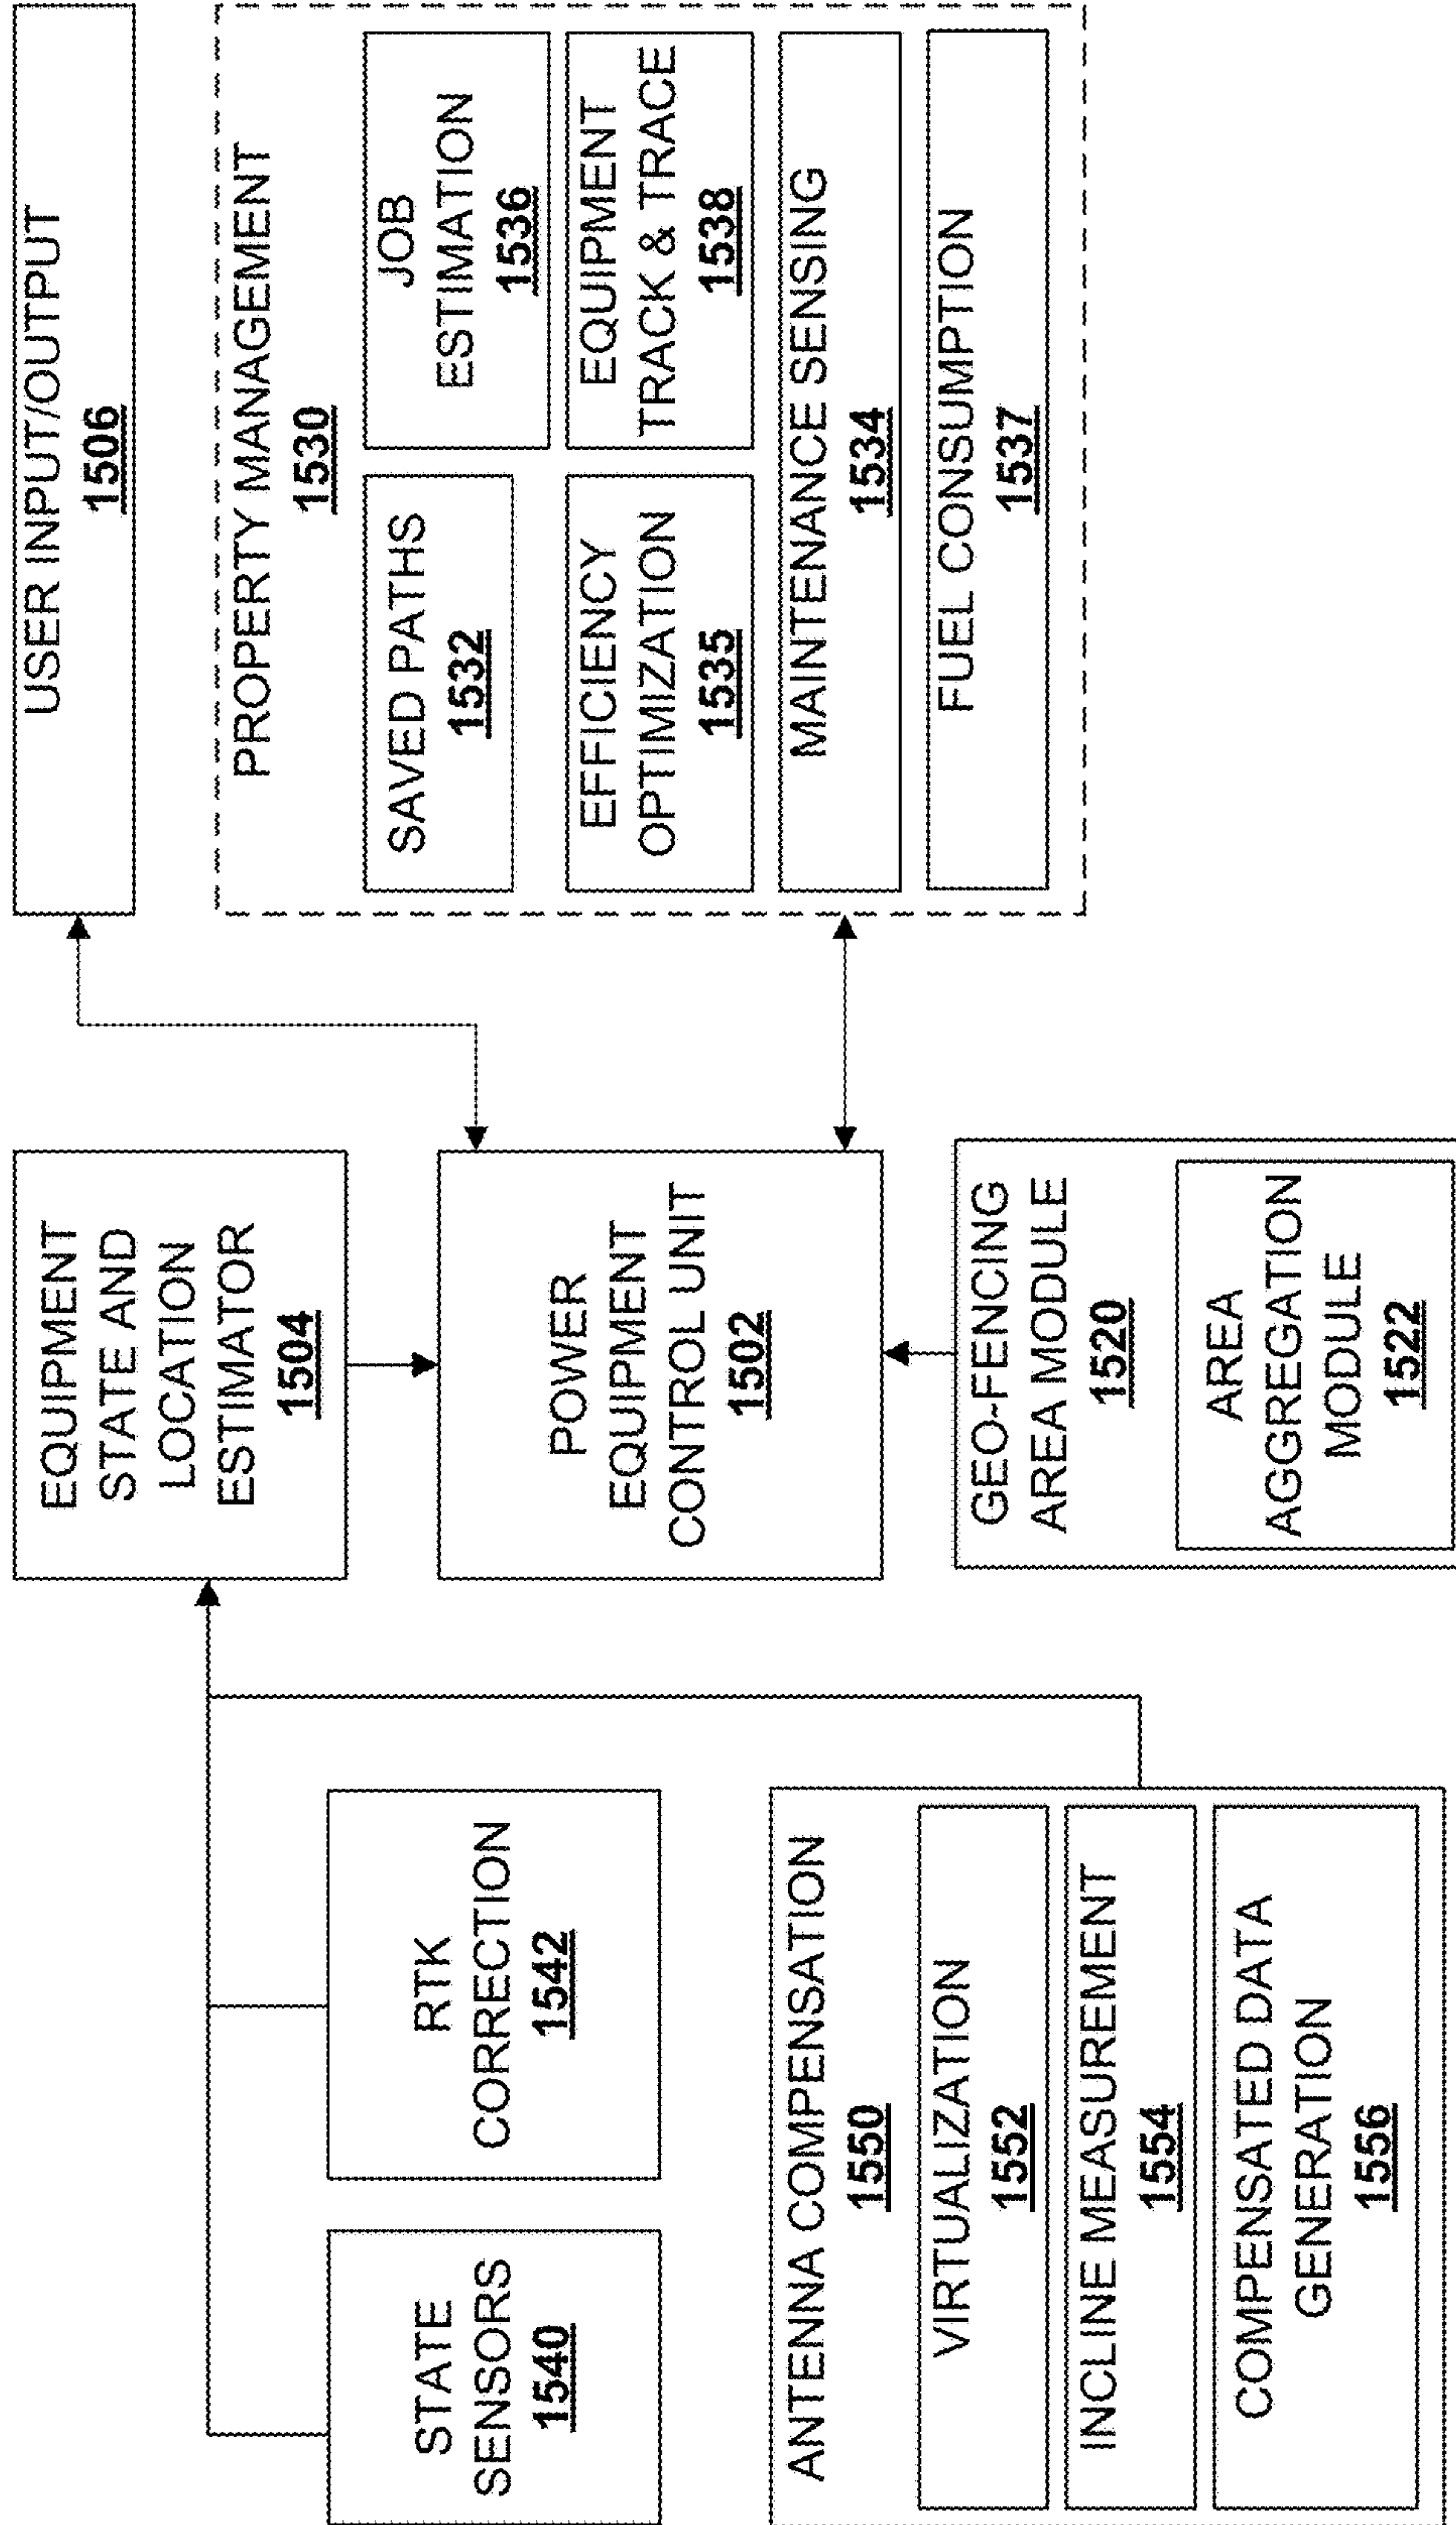 STATE
SENSORS
1540
RTK
CORRECTION
1542
ANTENNA COMPENSATION
1550
VIRTUALIZATION
1552
INCLINE MEASUREMENT
1554
COMPENSATED DATA
GENERATION
1556
EQUIPMENT
STATE AND
LOCATION
ESTIMATOR
1504
POWER
EQUIPMENT
CONTROL UNIT
1502
GEO-FENCING
AREA MODULE
1520
AREA
AGGREGATION
MODULE
1522
USER INPUT/OUTPUT
1506
PROPERTY MANAGEMENT
1530
SAVED PATHS
1532
JOB
ESTIMATION
1536
EFFICIENCY
OPTIMIZATION
1535
EQUIPMENT
TRACK & TRACE
1538
MAINTENANCE SENSING
1534
FUEL CONSUMPTION
1537